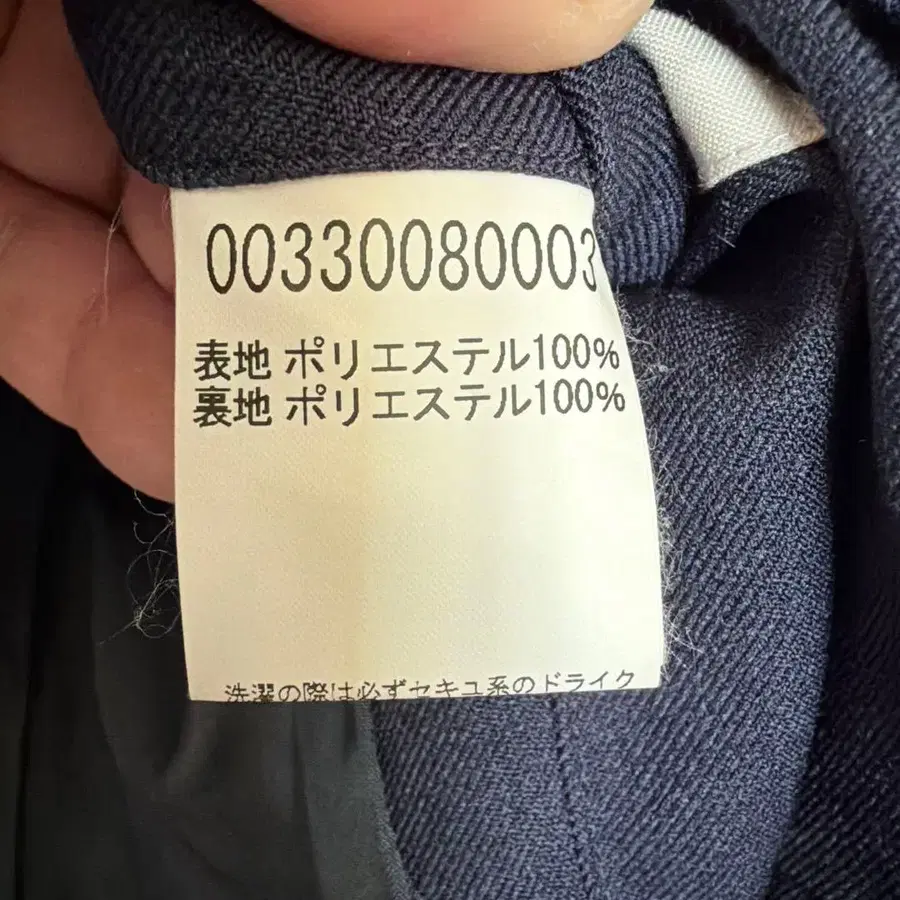 00330080003
表地 ポリエステル100%
裏地 ポリエステル100%
洗濯の際は必ずセキユ系のドライク